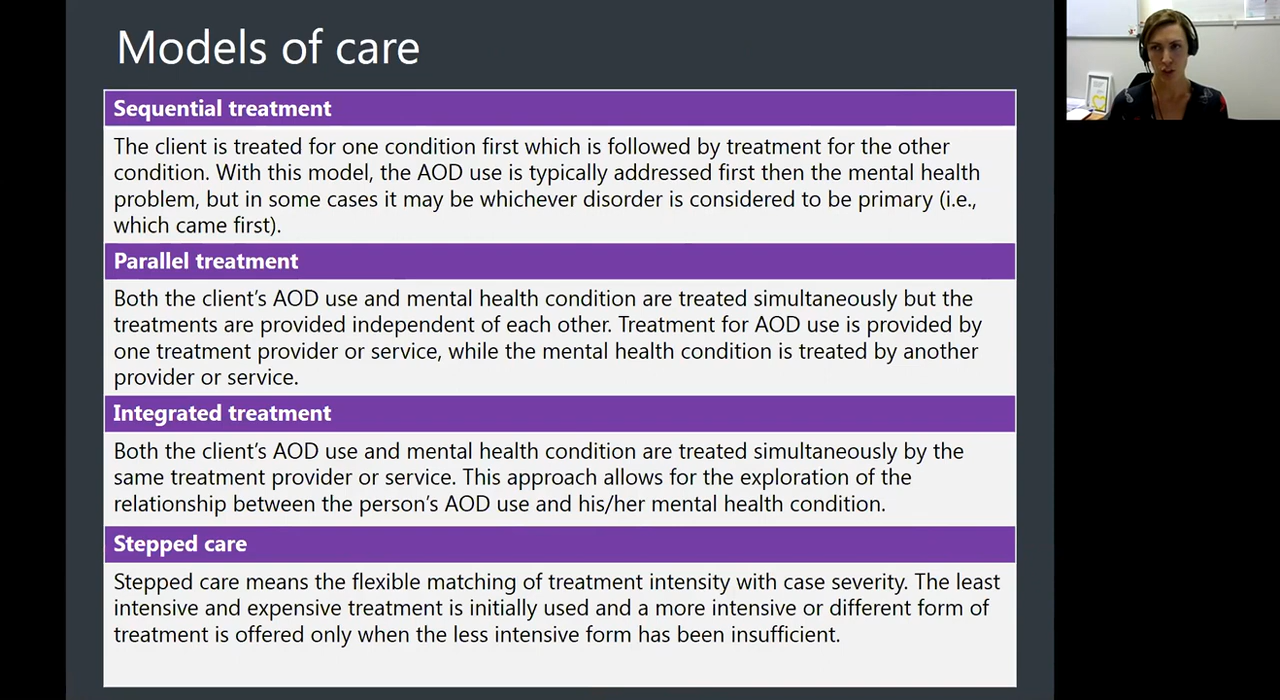 Models of care
Sequential treatment
The client is treated for one condition first which is followed by treatment for the other
condition. With this model, the AOD use is typically addressed first then the mental health
problem, but in some cases it may be whichever disorder is considered to be primary (i.e.,
which came first).
Parallel treatment
Both the client’s AOD use and mental health condition are treated simultaneously but the
treatments are provided independent of each other. Treatment for AOD use is provided by
one treatment provider or service, while the mental health condition is treated by another
provider or service.
Integrated treatment
Both the client’s AOD use and mental health condition are treated simultaneously by the
same treatment provider or service. This approach allows for the exploration of the
relationship between the person’s AOD use and his/her mental health condition.
Stepped care
Stepped care means the flexible matching of treatment intensity with case severity. The least
intensive and expensive treatment is initially used and a more intensive or different form of
treatment is offered only when the less intensive form has been insufficient.